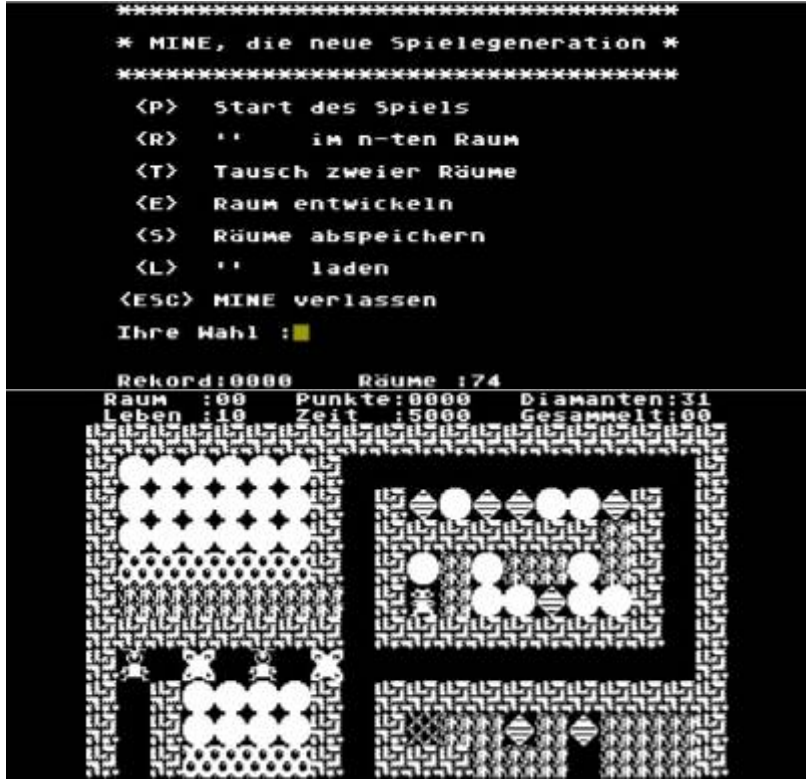 ***********************************
* MINE, die neue Spielegeneration *
***********************************
<P> Start des Spiels
<R> '' im n-ten Raum
<T> Tausch zweier Räume
<E> Raum entwickeln
<S> Räume abspeichern
<L> '' laden
<ESC> MINE verlassen
Ihre Wahl :
Rekord:0000 Räume :74
Raum :00 Punkte:0000 Diamanten:31
Leben :10 Zeit :5000 Gesammelt:00